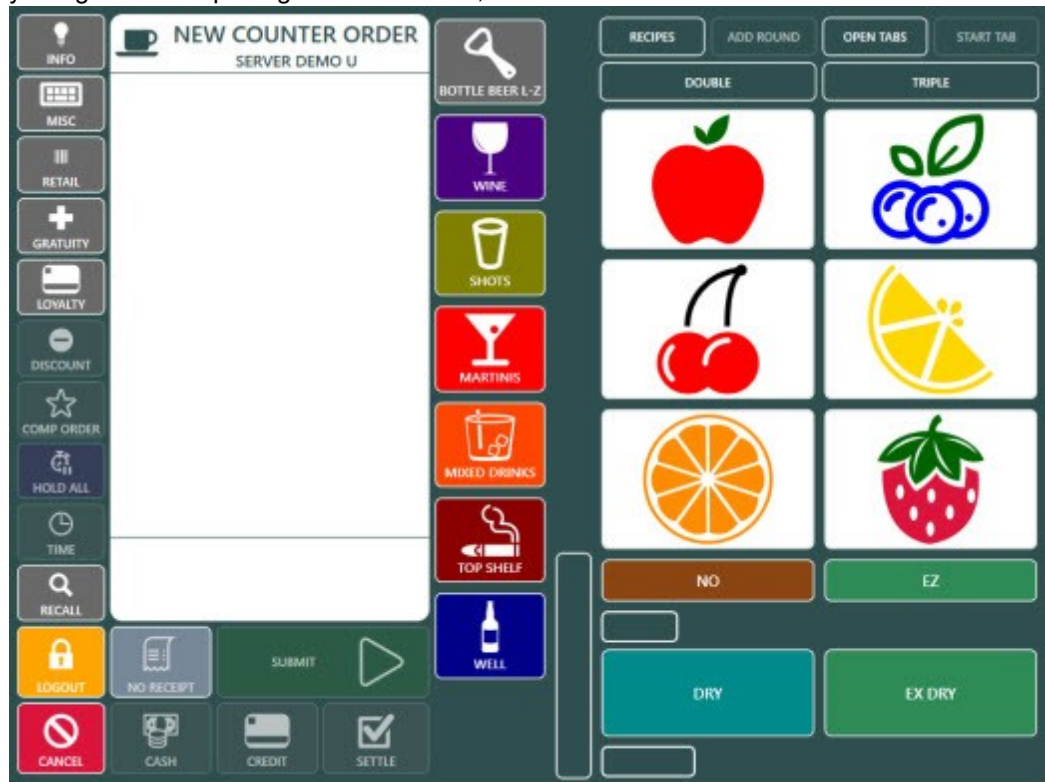 INFO
MISC
RETAIL
GRATUITY
LOYALTY
DISCOUNT
COMP ORDER
HOLD ALL
TIME
RECALL
LOGOUT
CANCEL
NEW COUNTER ORDER
SERVER DEMO U
NO RECEIPT
SUBMIT
CASH
CREDIT
SETTLE
BOTTLE BEER L-Z
WINE
SHOTS
MARTINIS
MIXED DRINKS
TOP SHELF
WELL
RECIPES
ADD ROUND
OPEN TABS
START TAB
DOUBLE
TRIPLE
NO
EZ
DRY
EX DRY